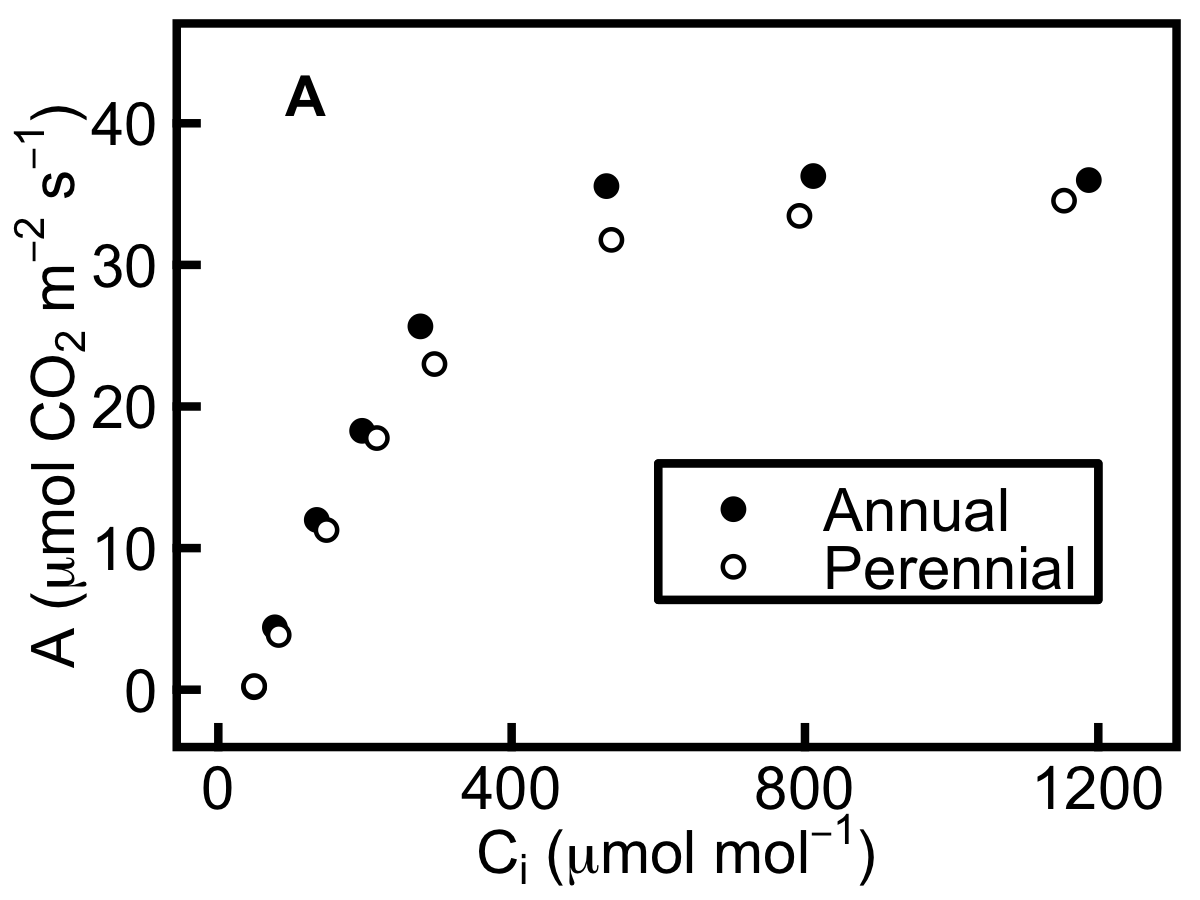 A
A (μmol CO₂ m⁻² s⁻¹)
40
30
20
10
0
Annual
Perennial
0 400 800 1200
Cᵢ (μmol mol⁻¹)